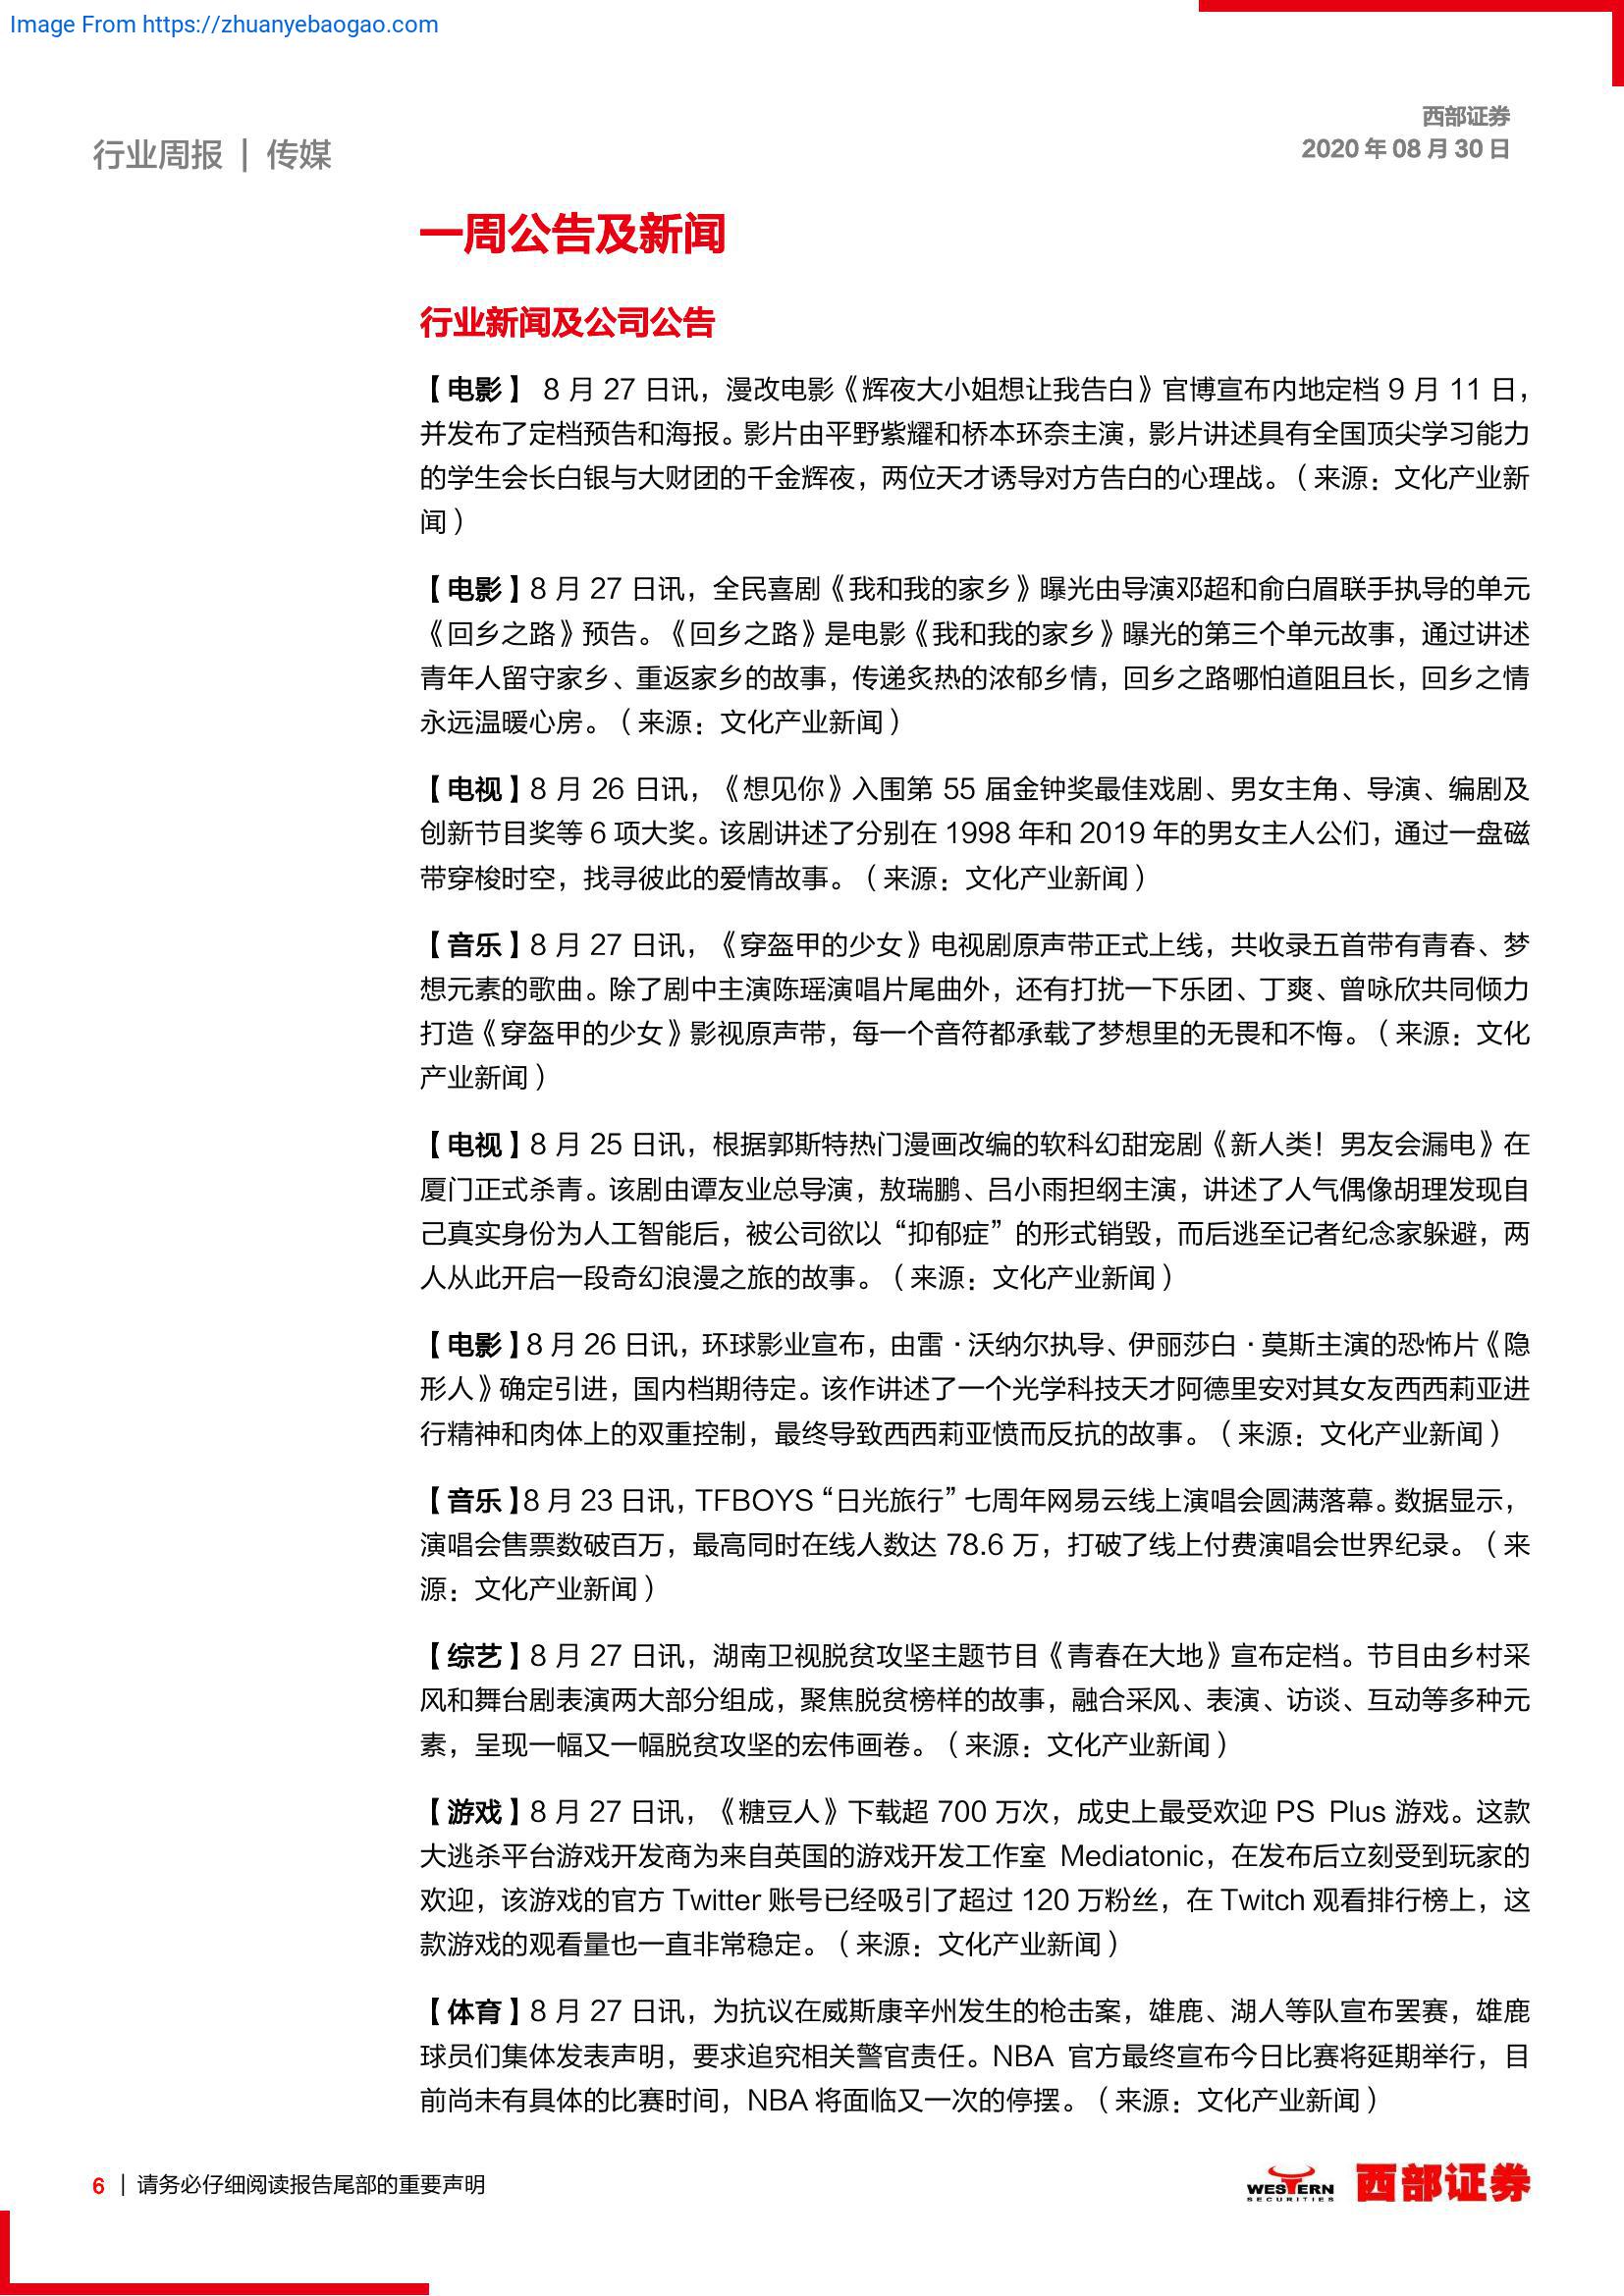 Image From https://zhuanyebaogao.com
西部证券
行业周报 | 传媒
2020 年 08 月 30 日
一周公告及新闻
行业新闻及公司公告
【电影】 8 月 27 日讯，漫改电影《辉夜大小姐想让我告白》官博宣布内地定档 9 月 11 日，
并发布了定档预告和海报。影片由平野紫耀和桥本环奈主演，影片讲述具有全国顶尖学习能力
的学生会长白银与大财团的千金辉夜，两位天才诱导对方告白的心理战。（来源：文化产业新
闻）
【电影】8 月 27 日讯，全民喜剧《我和我的家乡》曝光由导演邓超和俞白眉联手执导的单元
《回乡之路》预告。《回乡之路》是电影《我和我的家乡》曝光的第三个单元故事，通过讲述
青年人留守家乡、重返家乡的故事，传递炙热的浓郁乡情，回乡之路哪怕道阻且长，回乡之情
永远温暖心房。（来源：文化产业新闻）
【电视】8 月 26 日讯，《想见你》入围第 55 届金钟奖最佳戏剧、男女主角、导演、编剧及
创新节目奖等 6 项大奖。该剧讲述了分别在 1998 年和 2019 年的男女主人公们，通过一盘磁
带穿梭时空，找寻彼此的爱情故事。（来源：文化产业新闻）
【音乐】8 月 27 日讯，《穿盔甲的少女》电视剧原声带正式上线，共收录五首带有青春、梦
想元素的歌曲。除了剧中主演陈瑶演唱片尾曲外，还有打扰一下乐团、丁爽、曾咏欣共同倾力
打造《穿盔甲的少女》影视原声带，每一个音符都承载了梦想里的无畏和不悔。（来源：文化
产业新闻）
【电视】8 月 25 日讯，根据郭斯特热门漫画改编的软科幻甜宠剧《新人类！男友会漏电》在
厦门正式杀青。该剧由谭友业总导演，敖瑞鹏、吕小雨担纲主演，讲述了人气偶像胡理发现自
己真实身份为人工智能后，被公司欲以“抑郁症”的形式销毁，而后逃至记者纪念家躲避，两
人从此开启一段奇幻浪漫之旅的故事。（来源：文化产业新闻）
【电影】8 月 26 日讯，环球影业宣布，由雷·沃纳尔执导、伊丽莎白·莫斯主演的恐怖片《隐
形人》确定引进，国内档期待定。该作讲述了一个光学科技天才阿德里安对其女友西西莉亚进
行精神和肉体上的双重控制，最终导致西西莉亚愤而反抗的故事。（来源：文化产业新闻）
【音乐】8 月 23 日讯，TFBOYS“日光旅行”七周年网易云线上演唱会圆满落幕。数据显示，
演唱会售票数破百万，最高同时在线人数达 78.6 万，打破了线上付费演唱会世界纪录。（来
源：文化产业新闻）
【综艺】8 月 27 日讯，湖南卫视脱贫攻坚主题节目《青春在大地》宣布定档。节目由乡村采
风和舞台剧表演两大部分组成，聚焦脱贫榜样的故事，融合采风、表演、访谈、互动等多种元
素，呈现一幅又一幅脱贫攻坚的宏伟画卷。（来源：文化产业新闻）
【游戏】8 月 27 日讯，《糖豆人》下载超 700 万次，成史上最受欢迎 PS Plus 游戏。这款
大逃杀平台游戏开发商为来自英国的游戏开发工作室 Mediatonic，在发布后立刻受到玩家的
欢迎，该游戏的官方 Twitter 账号已经吸引了超过 120 万粉丝，在 Twitch 观看排行榜上，这
款游戏的观看量也一直非常稳定。（来源：文化产业新闻）
【体育】8 月 27 日讯，为抗议在威斯康辛州发生的枪击案，雄鹿、湖人等队宣布罢赛，雄鹿
球员们集体发表声明，要求追究相关警官责任。NBA 官方最终宣布今日比赛将延期举行，目
前尚未有具体的比赛时间，NBA 将面临又一次的停摆。（来源：文化产业新闻）
6 | 请务必仔细阅读报告尾部的重要声明
WESTERN
SECURITIES
西部证券